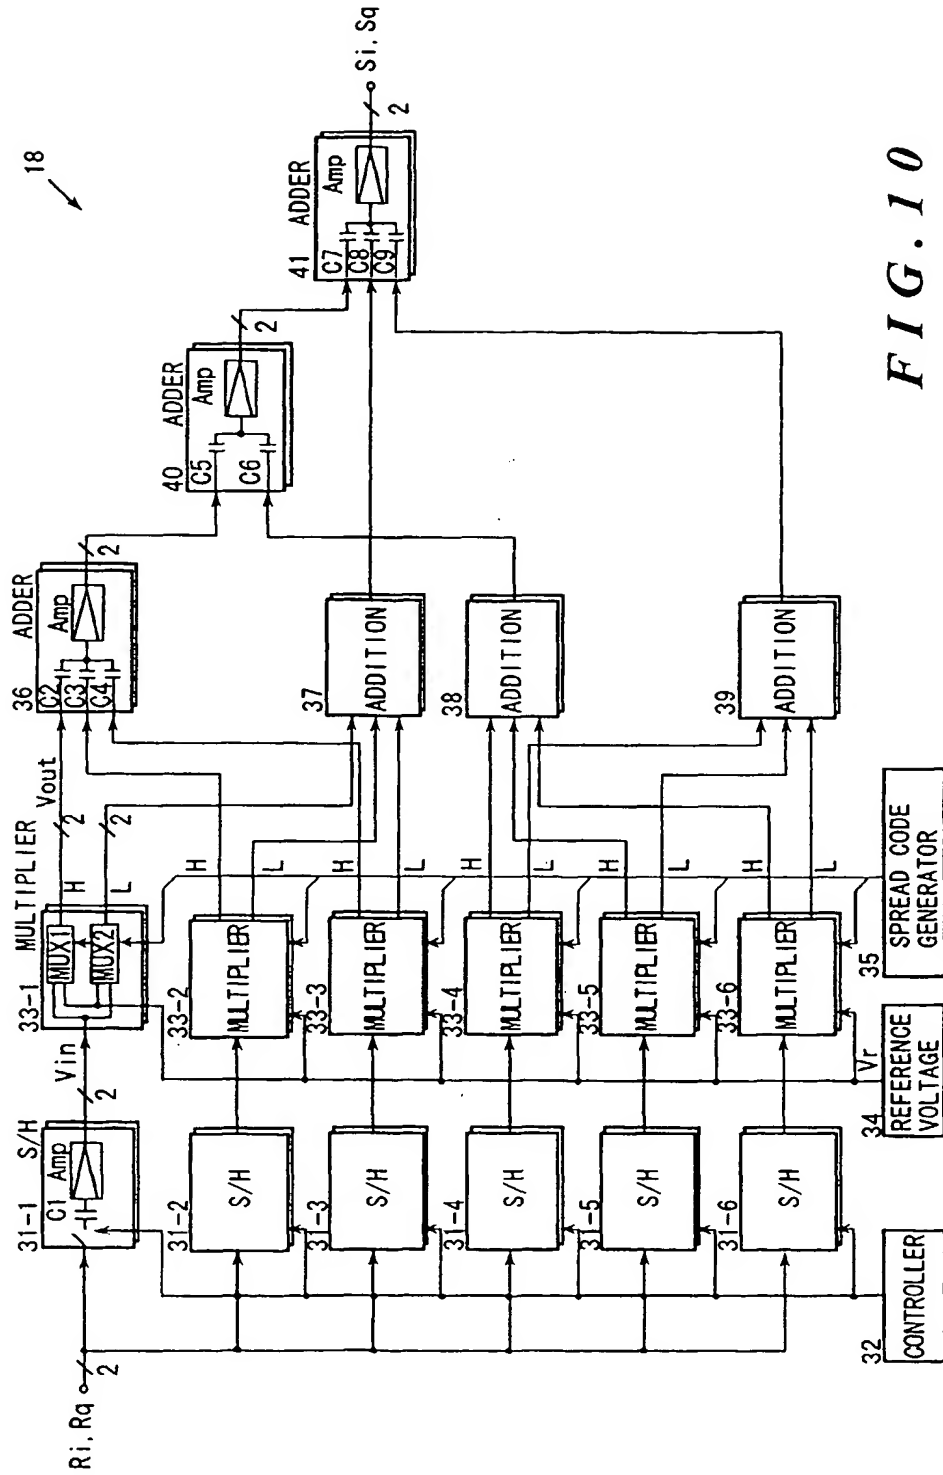 18
Ri,Rq
2
31-1
S/H
C1
Amp
Vin
2
33-1
MULTIPLIER
MUX1
MUX2
H
L
Vout
2
2
36
ADDER
C2
C3
C4
Amp
2
40
ADDER
C5
C6
Amp
2
41
ADDER
C7
C8
C9
Amp
2
Si,Sq
31-2
S/H
33-2
MULTIPLIER
H
L
31-3
S/H
33-3
MULTIPLIER
H
L
37
ADDITION
31-4
S/H
33-4
MULTIPLIER
H
L
38
ADDITION
31-5
S/H
33-5
MULTIPLIER
H
L
31-6
S/H
33-6
MULTIPLIER
H
L
39
ADDITION
Vr
32
CONTROLLER
34
REFERENCE
VOLTAGE
35
SPREAD CODE
GENERATOR
FIG.10